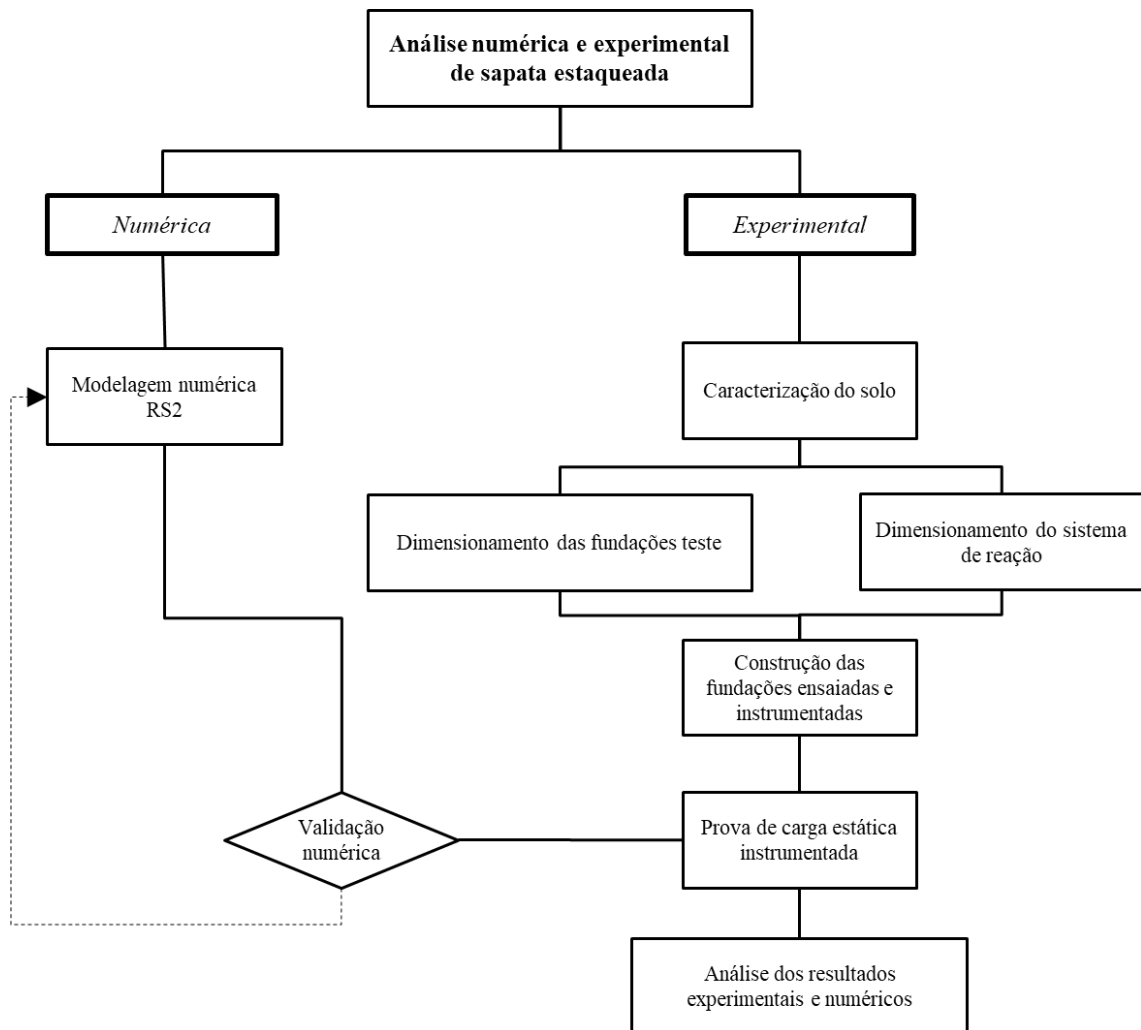 Análise numérica e experimental
de sapata estaqueada
Numérica
Experimental
Modelagem numérica
RS2
Caracterização do solo
Dimensionamento das fundações teste
Dimensionamento do sistema
de reação
Construção das
fundações ensaiadas e
instrumentadas
Validação
numérica
Prova de carga estática
instrumentada
Análise dos resultados
experimentais e numéricos